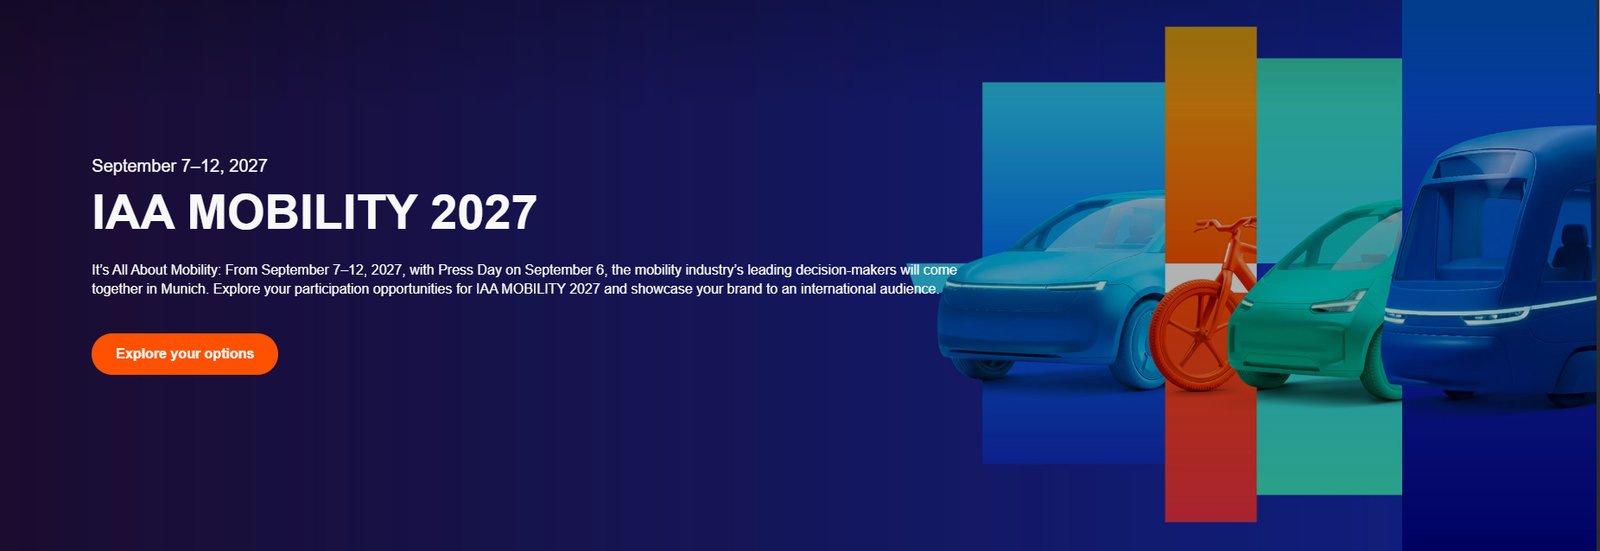 September 7–12, 2027
IAA MOBILITY 2027
It's All About Mobility: From September 7–12, 2027, with Press Day on September 6, the mobility industry's leading decision-makers will come
together in Munich. Explore your participation opportunities for IAA MOBILITY 2027 and showcase your brand to an international audience.
Explore your options